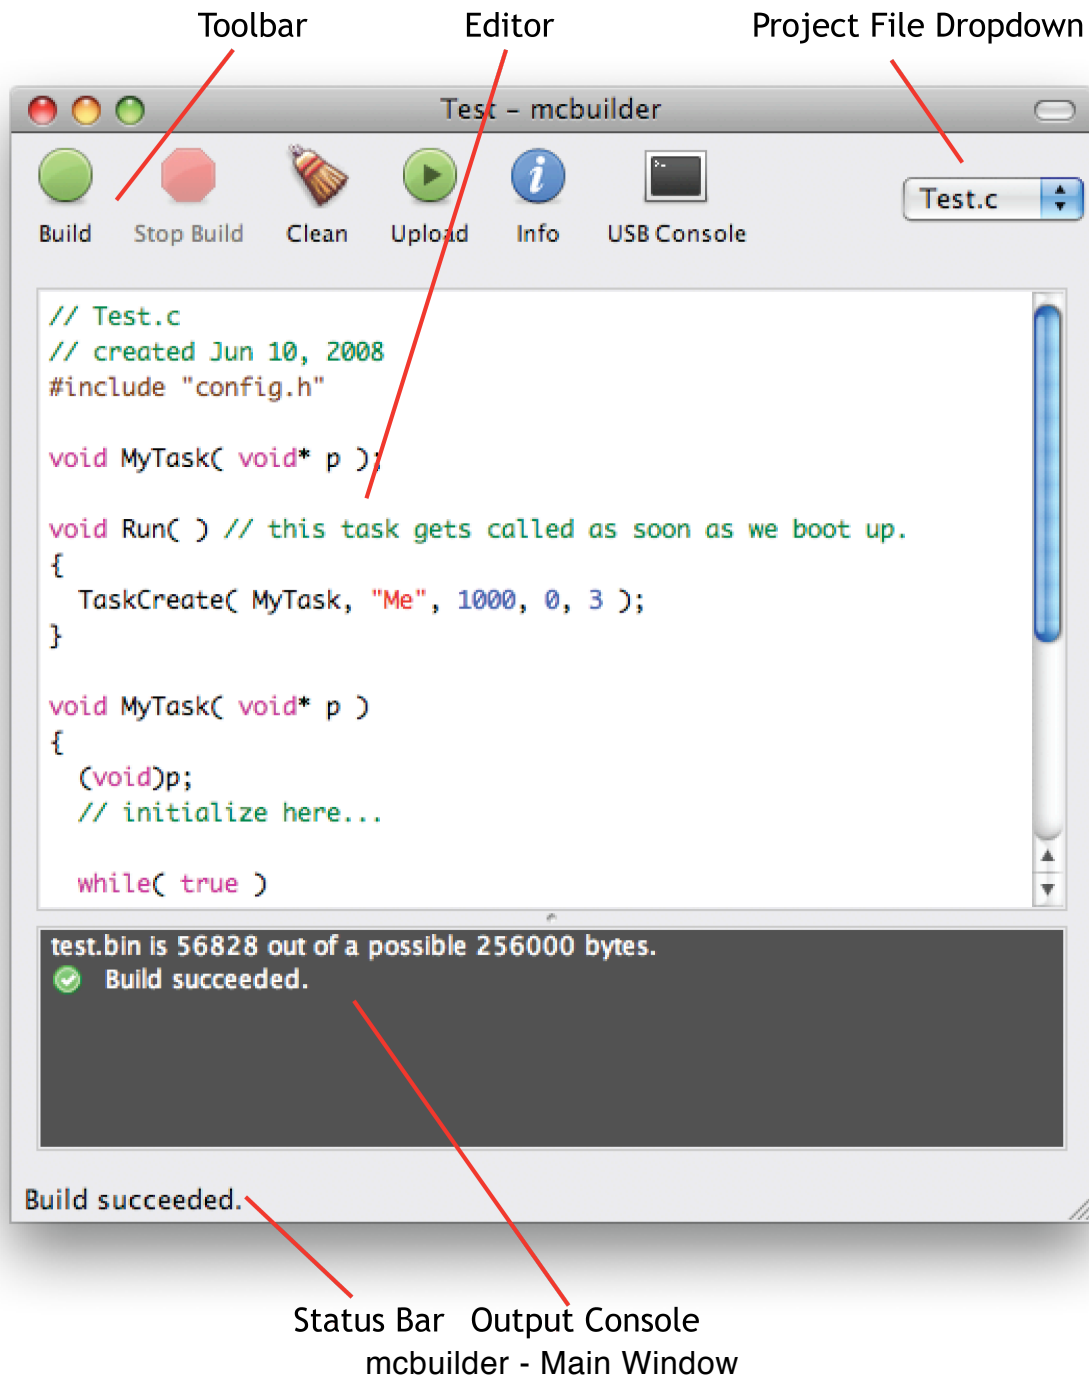 Toolbar Editor Project File Dropdown
Test – mcbuilder
Build Stop Build Clean Upload Info USB Console Test.c
// Test.c
// created Jun 10, 2008
#include "config.h"
void MyTask( void* p );
void Run( ) // this task gets called as soon as we boot up.
{
TaskCreate( MyTask, "Me", 1000, 0, 3 );
}
void MyTask( void* p )
{
(void)p;
// initialize here...
while( true )
test.bin is 56828 out of a possible 256000 bytes.
Build succeeded.
Build succeeded.
Status Bar Output Console
mcbuilder - Main Window